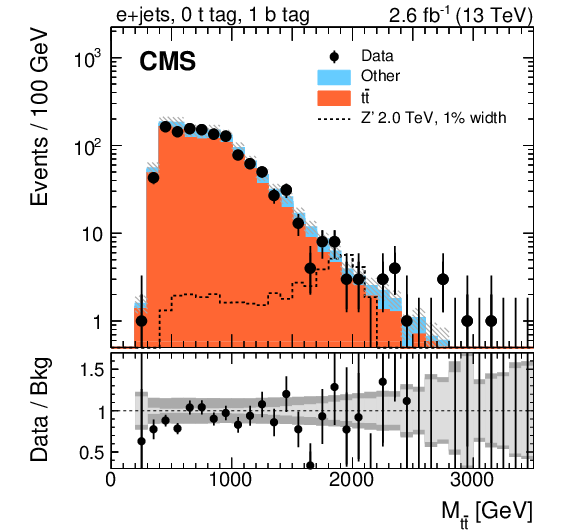 e+jets, 0 t tag, 1 b tag
2.6 fb⁻¹ (13 TeV)
CMS
Data
Other
tt̄
Z' 2.0 TeV, 1% width
Events / 100 GeV
10³
10²
10
1
Data / Bkg
1.5
1
0.5
0
1000
2000
3000
M_tt̄ [GeV]